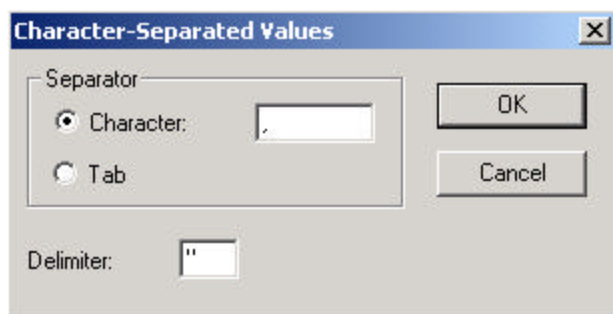 Character-Separated Values
Separator
Character: ,
OK
Tab
Cancel
Delimiter: "